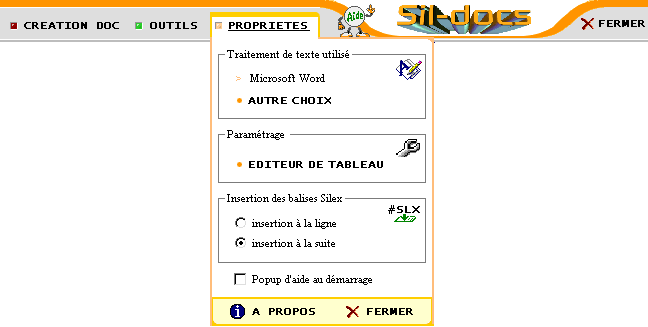 CREATION DOC OUTILS PROPRIETES Aide Sil-docs FERMER
Traitement de texte utilisé
Microsoft Word
AUTRE CHOIX
Paramétrage
EDITEUR DE TABLEAU
Insertion des balises Silex
#SLX
insertion à la ligne
insertion à la suite
Popup d'aide au démarrage
A PROPOS FERMER